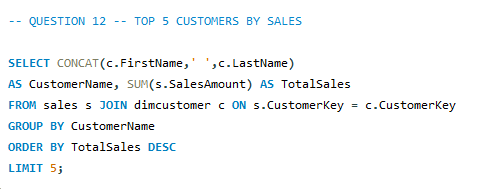 -- QUESTION 12 -- TOP 5 CUSTOMERS BY SALES
SELECT CONCAT(c.FirstName,' ',c.LastName)
AS CustomerName, SUM(s.SalesAmount) AS TotalSales
FROM sales s JOIN dimcustomer c ON s.CustomerKey = c.CustomerKey
GROUP BY CustomerName
ORDER BY TotalSales DESC
LIMIT 5;